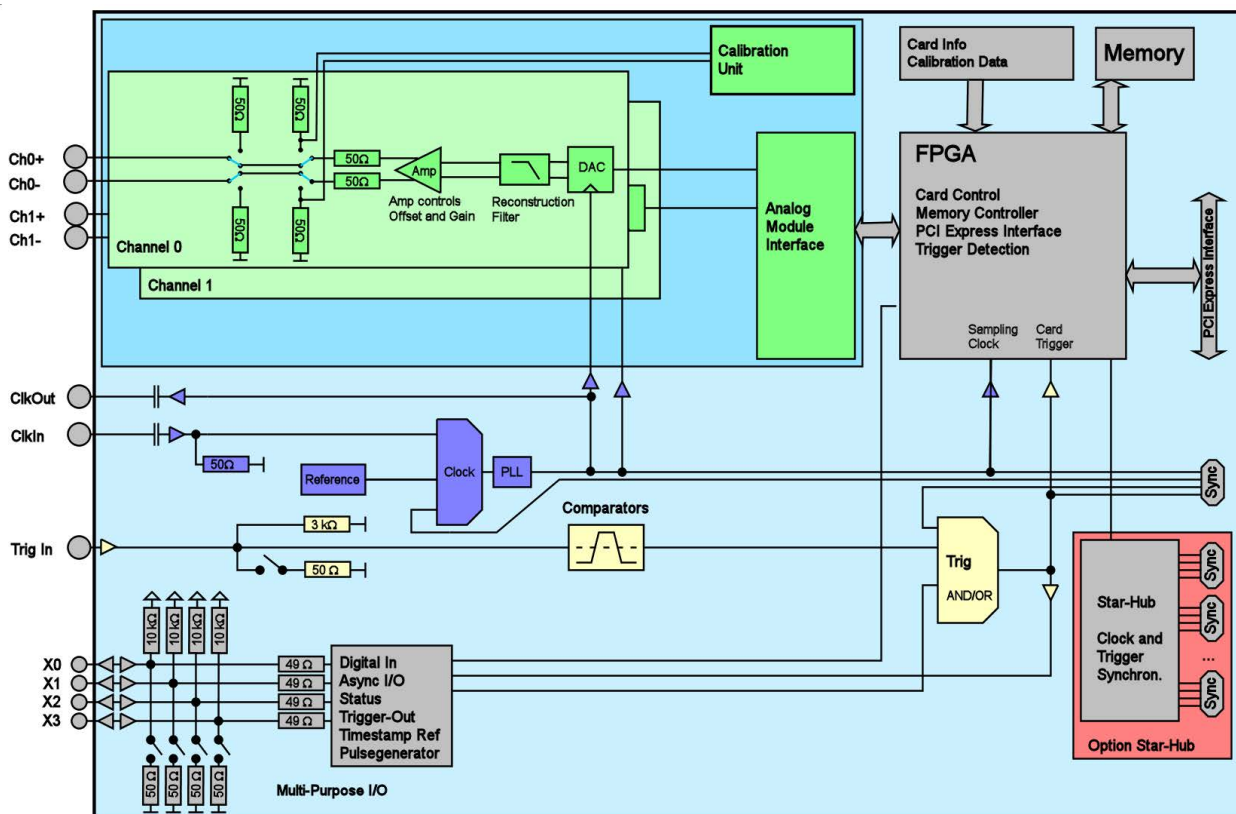 Calibration
Unit
Card Info
Calibration Data
Memory
50Ω
50Ω
Ch0+
Ch0-
Ch1+
Ch1-
50Ω
50Ω
Amp
DAC
Amp controls
Offset and Gain
Reconstruction
Filter
50Ω
50Ω
Channel 0
Channel 1
Analog
Module
Interface
FPGA
Card Control
Memory Controller
PCI Express Interface
Trigger Detection
Sampling
Clock
Card
Trigger
PCI Express Interface
ClkOut
ClkIn
50Ω
Reference
Clock
PLL
Sync
Comparators
Trig In
3 kΩ
50 Ω
Trig
AND/OR
10 kΩ
10 kΩ
10 kΩ
10 kΩ
X0
X1
X2
X3
49 Ω
49 Ω
49 Ω
49 Ω
Digital In
Async I/O
Status
Trigger-Out
Timestamp Ref
Pulsegenerator
50 Ω
50 Ω
50 Ω
50 Ω
Multi-Purpose I/O
Star-Hub
Clock and
Trigger
Synchron.
Sync
Sync
...
Sync
Option Star-Hub